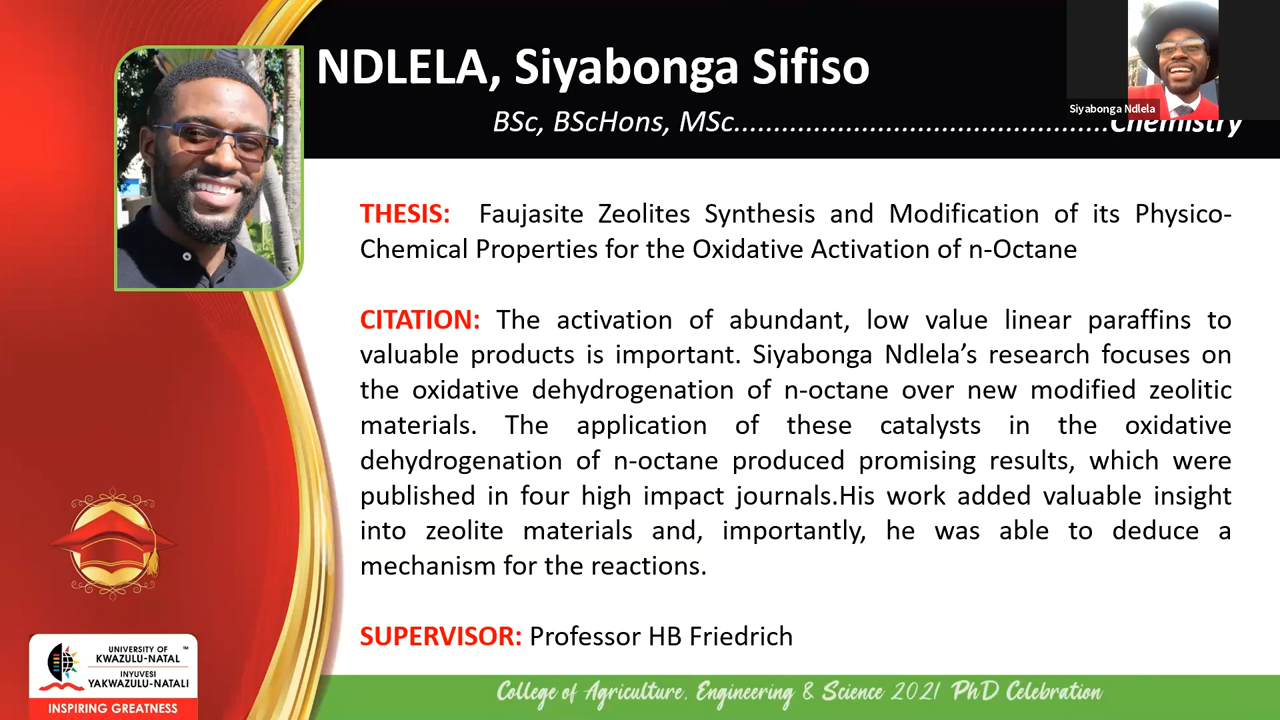 NDLELA, Siyabonga Sifiso
Siyabonga Ndlela
BSc, BScHons, MSc...............................................Chemistry
THESIS: Faujasite Zeolites Synthesis and Modification of its Physico-
Chemical Properties for the Oxidative Activation of n-Octane
CITATION: The activation of abundant, low value linear paraffins to
valuable products is important. Siyabonga Ndlela’s research focuses on
the oxidative dehydrogenation of n-octane over new modified zeolitic
materials. The application of these catalysts in the oxidative
dehydrogenation of n-octane produced promising results, which were
published in four high impact journals.His work added valuable insight
into zeolite materials and, importantly, he was able to deduce a
mechanism for the reactions.
SUPERVISOR: Professor HB Friedrich
UNIVERSITY OF ™
KWAZULU-NATAL
INYUVESI
YAKWAZULU-NATALI
INSPIRING GREATNESS
College of Agriculture, Engineering & Science 2021 PhD Celebration